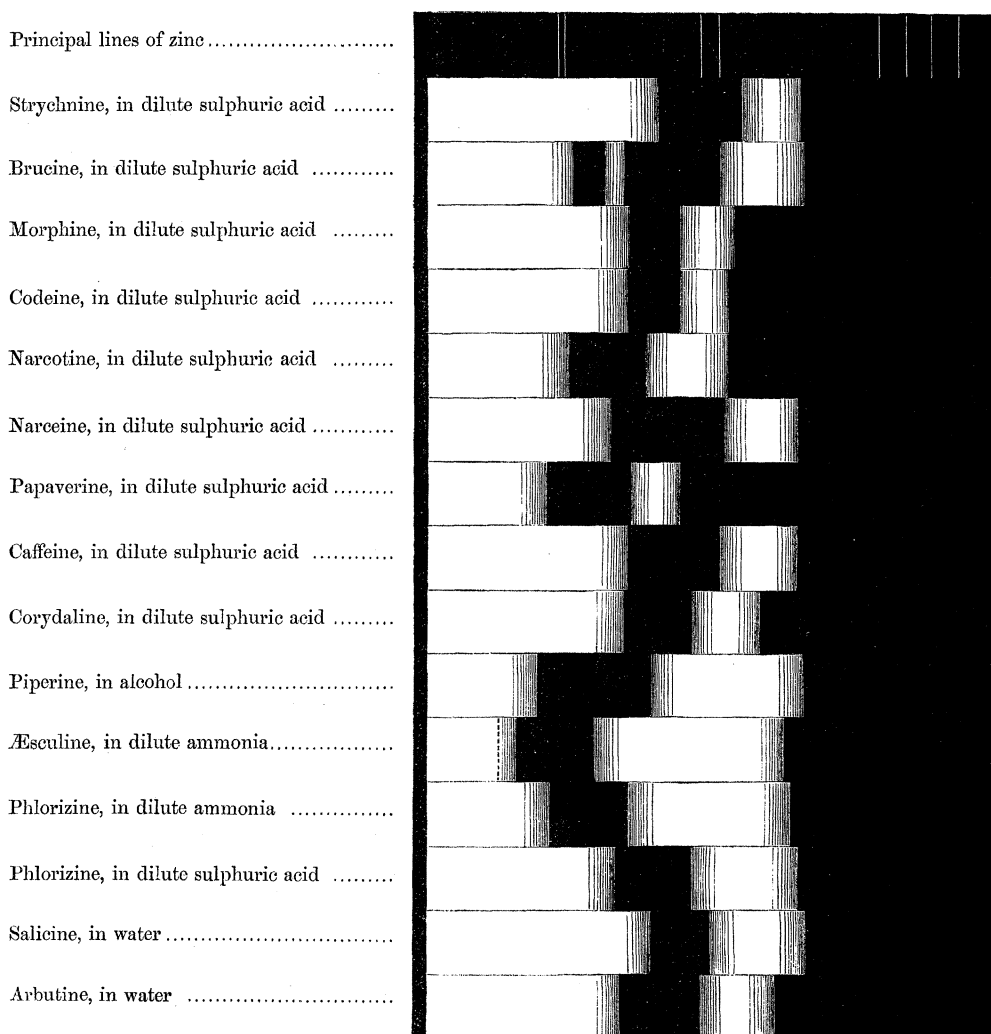 Principal lines of zinc...........................
Strychnine, in dilute sulphuric acid .........
Brucine, in dilute sulphuric acid ............
Morphine, in dilute sulphuric acid .........
Codeine, in dilute sulphuric acid ............
Narcotine, in dilute sulphuric acid .........
Narceine, in dilute sulphuric acid ............
Papaverine, in dilute sulphuric acid .........
Caffeine, in dilute sulphuric acid ............
Corydaline, in dilute sulphuric acid .........
Piperine, in alcohol..............................
Æsculine, in dilute ammonia..................
Phlorizine, in dilute ammonia ...............
Phlorizine, in dilute sulphuric acid .........
Salicine, in water.................................
Arbutine, in water ..............................